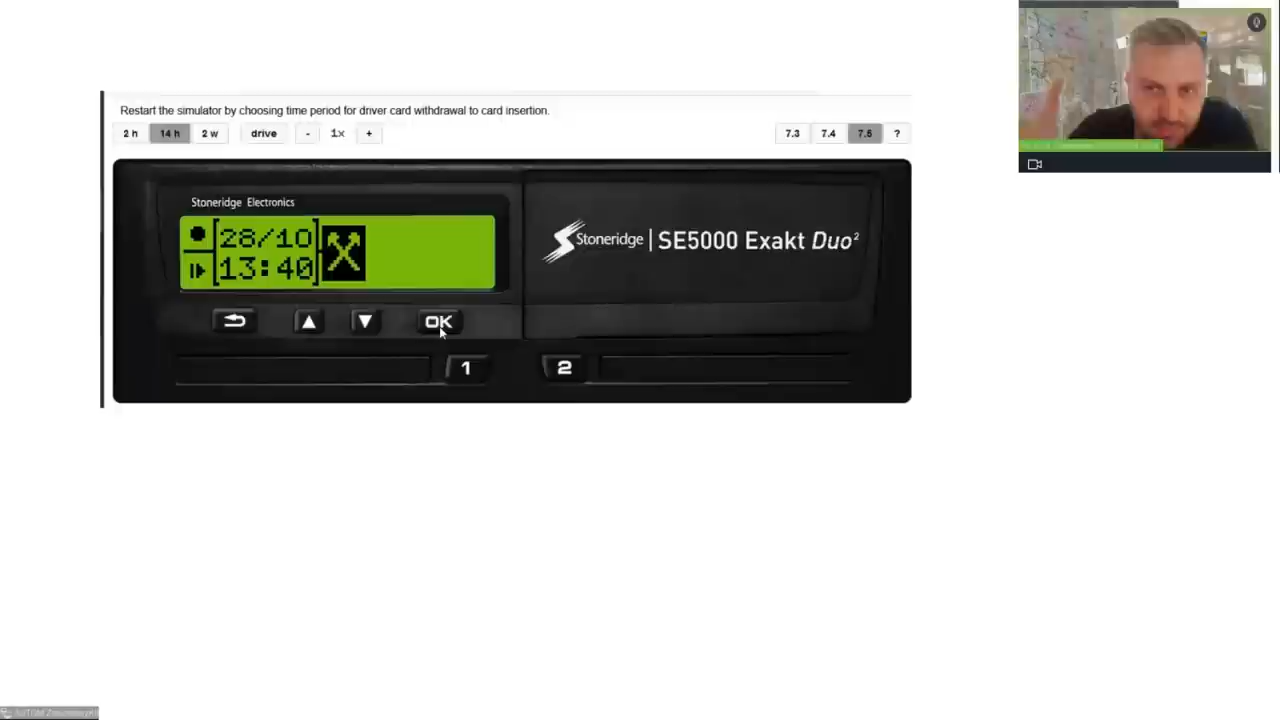 Restart the simulator by choosing time period for driver card withdrawal to card insertion.
2 h 14 h 2 w drive - 1x + 7.3 7.4 7.5 ?
Stoneridge Electronics
28/10
13:40
Stoneridge | SE5000 Exakt Duo²
OK
1 2